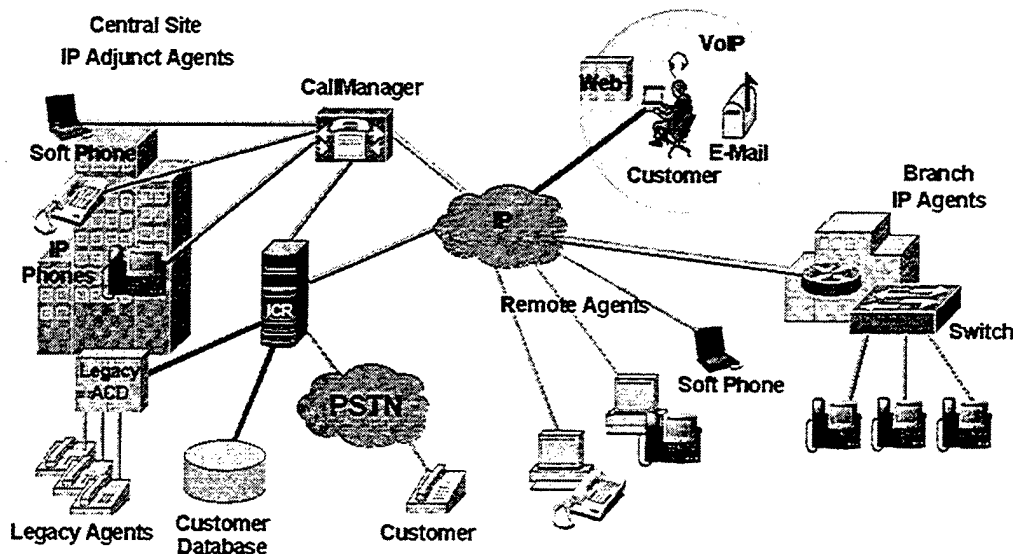 Central Site
IP Adjunct Agents
CallManager
VoIP
Web
E-Mail
Customer
Soft Phone
IP
Phones
IP
Branch
IP Agents
ICR
Remote Agents
Switch
Legacy
ACD
PSTN
Soft Phone
Legacy Agents
Customer
Database
Customer